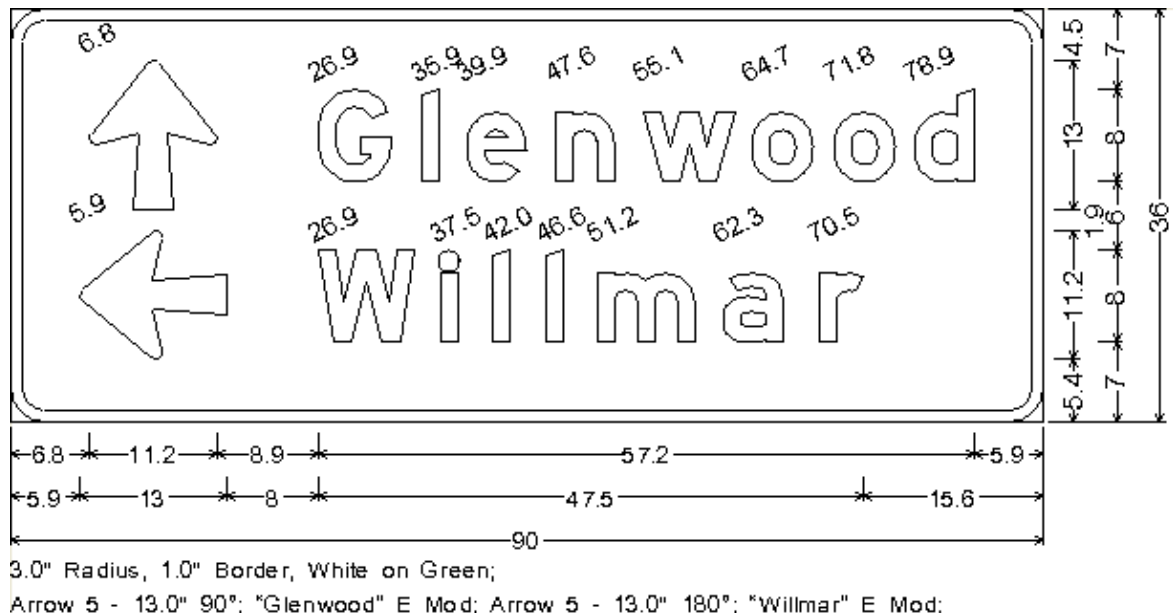 6.8
26.9 35.9 39.9 47.6 55.1 64.7 71.8 78.9
Glenwood
5.9
26.9 37.5 42.0 46.6 51.2 62.3 70.5
Willmar
4.5 13 1.9 11.2 5.4
7 8 6 8 7
36
6.8 11.2 8.9 57.2 5.9
5.9 13 8 47.5 15.6
90
3.0" Radius, 1.0" Border, White on Green;
Arrow 5 - 13.0" 90°; "Glenwood" E Mod; Arrow 5 - 13.0" 180°; "Willmar" E Mod;